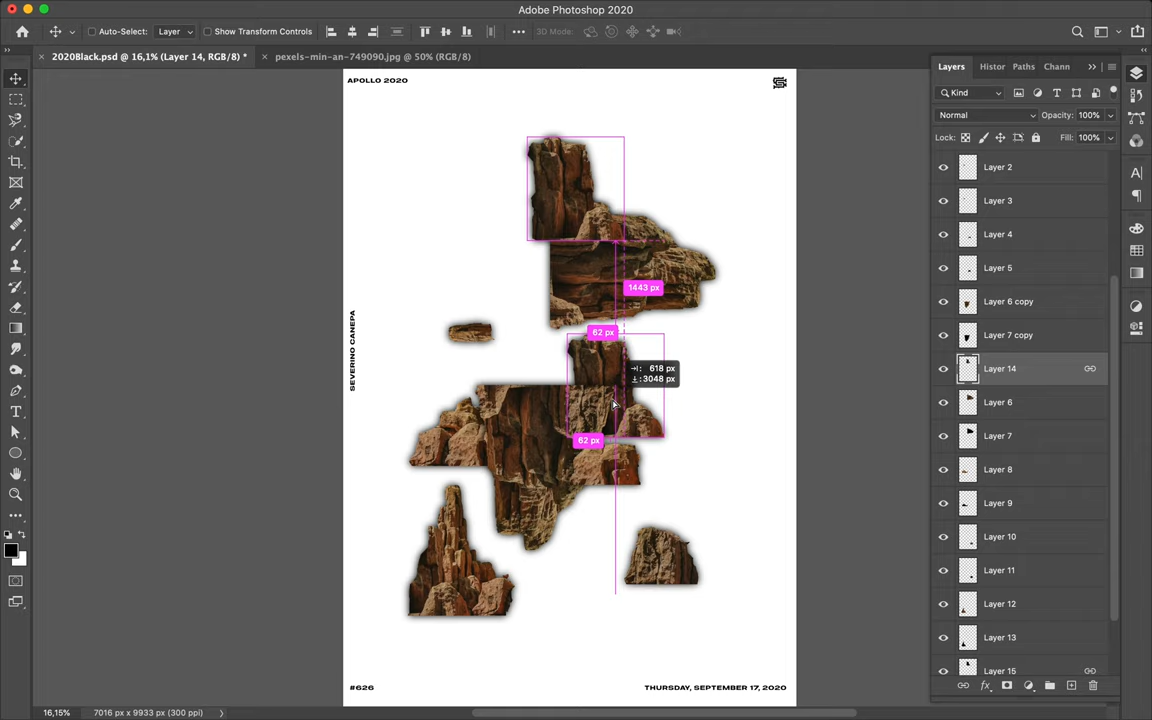 Adobe Photoshop 2020
Auto-Select: Layer Show Transform Controls ••• 3D Mode:
2020Black.psd @ 16,1% (Layer 14, RGB/8) * pexels-min-an-749090.jpg @ 50% (RGB/8)
APOLLO 2020
SEVERINO CANEPA
1443 px
62 px
618 px
: 3048 px
62 px
#626
THURSDAY, SEPTEMBER 17, 2020
Layers Histor Paths Chann
Kind
Normal Opacity: 100%
Lock: Fill: 100%
Layer 2
Layer 3
Layer 4
Layer 5
Layer 6 copy
Layer 7 copy
Layer 14
Layer 6
Layer 7
Layer 8
Layer 9
Layer 10
Layer 11
Layer 12
Layer 13
Layer 15
fx
16,15% 7016 px x 9933 px (300 ppi)